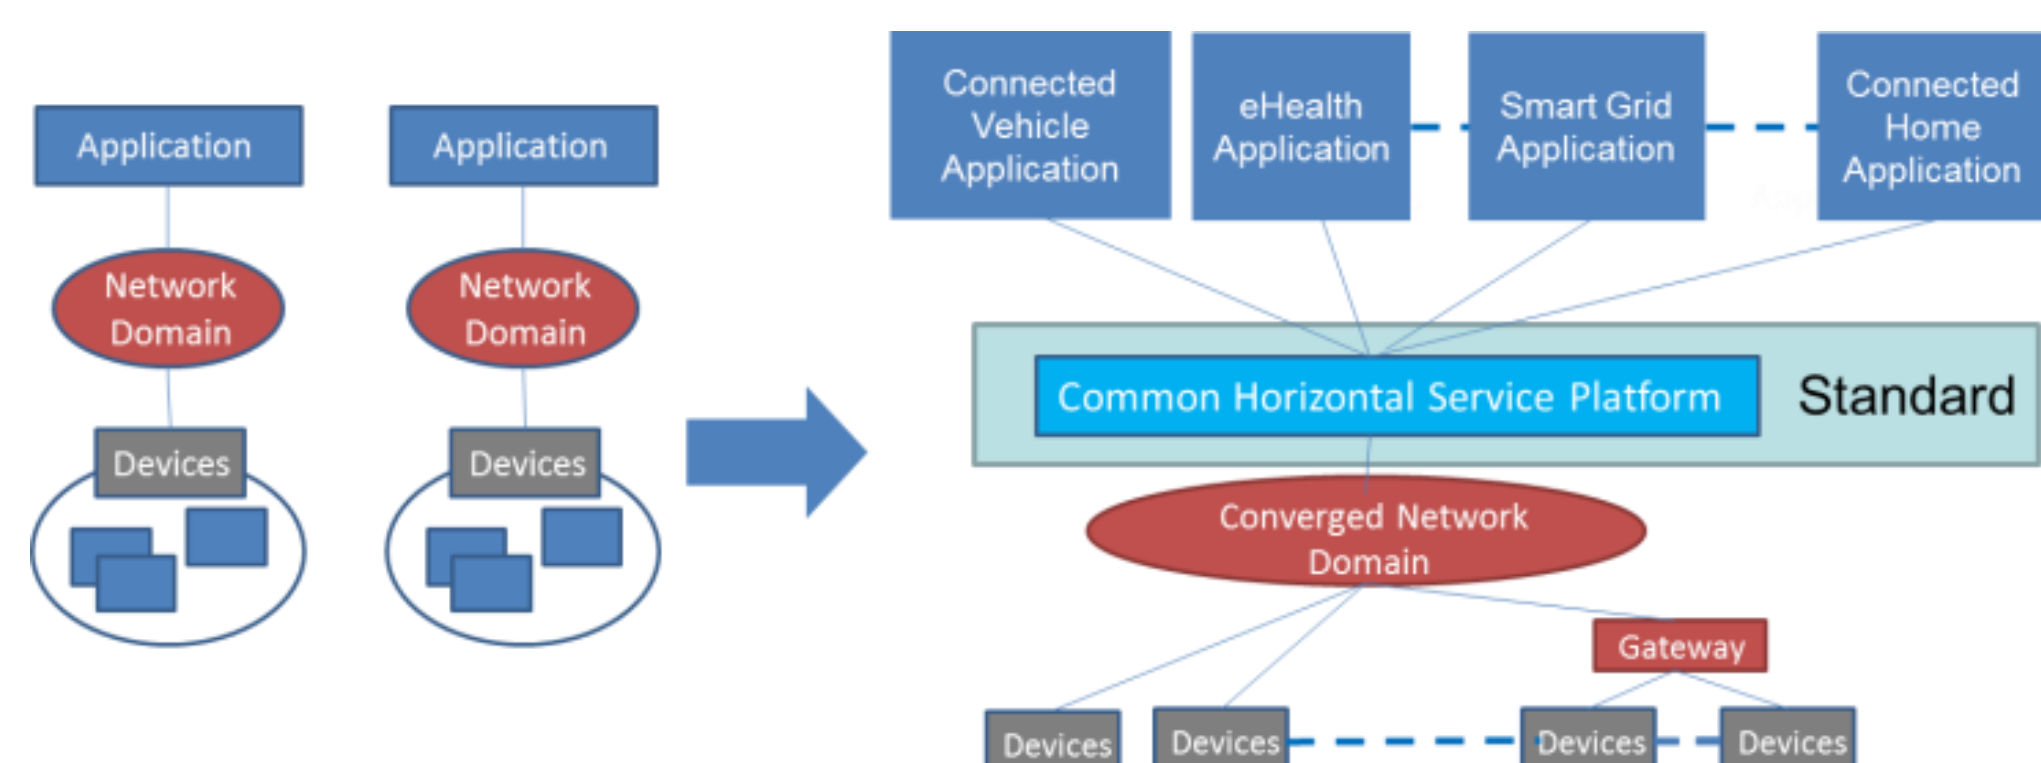 Application
Network
Domain
Devices
Application
Network
Domain
Devices
Connected
Vehicle
Application
eHealth
Application
Smart Grid
Application
Connected
Home
Application
Common Horizontal Service Platform
Standard
Converged Network
Domain
Gateway
Devices
Devices
Devices
Devices